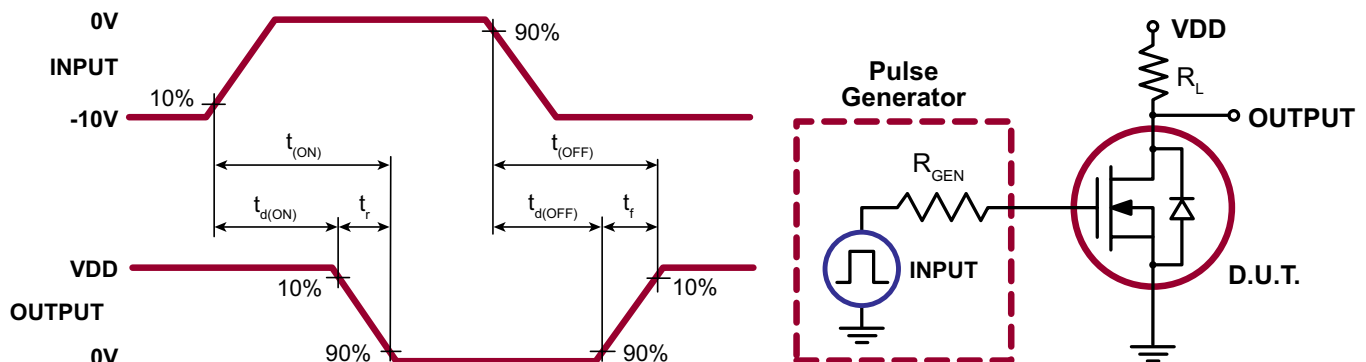 0V
INPUT
-10V
10%
90%
t(ON)
t(OFF)
td(ON)
tr
td(OFF)
tf
VDD
OUTPUT
0V
10%
90%
90%
10%
Pulse
Generator
RGEN
INPUT
VDD
RL
OUTPUT
D.U.T.